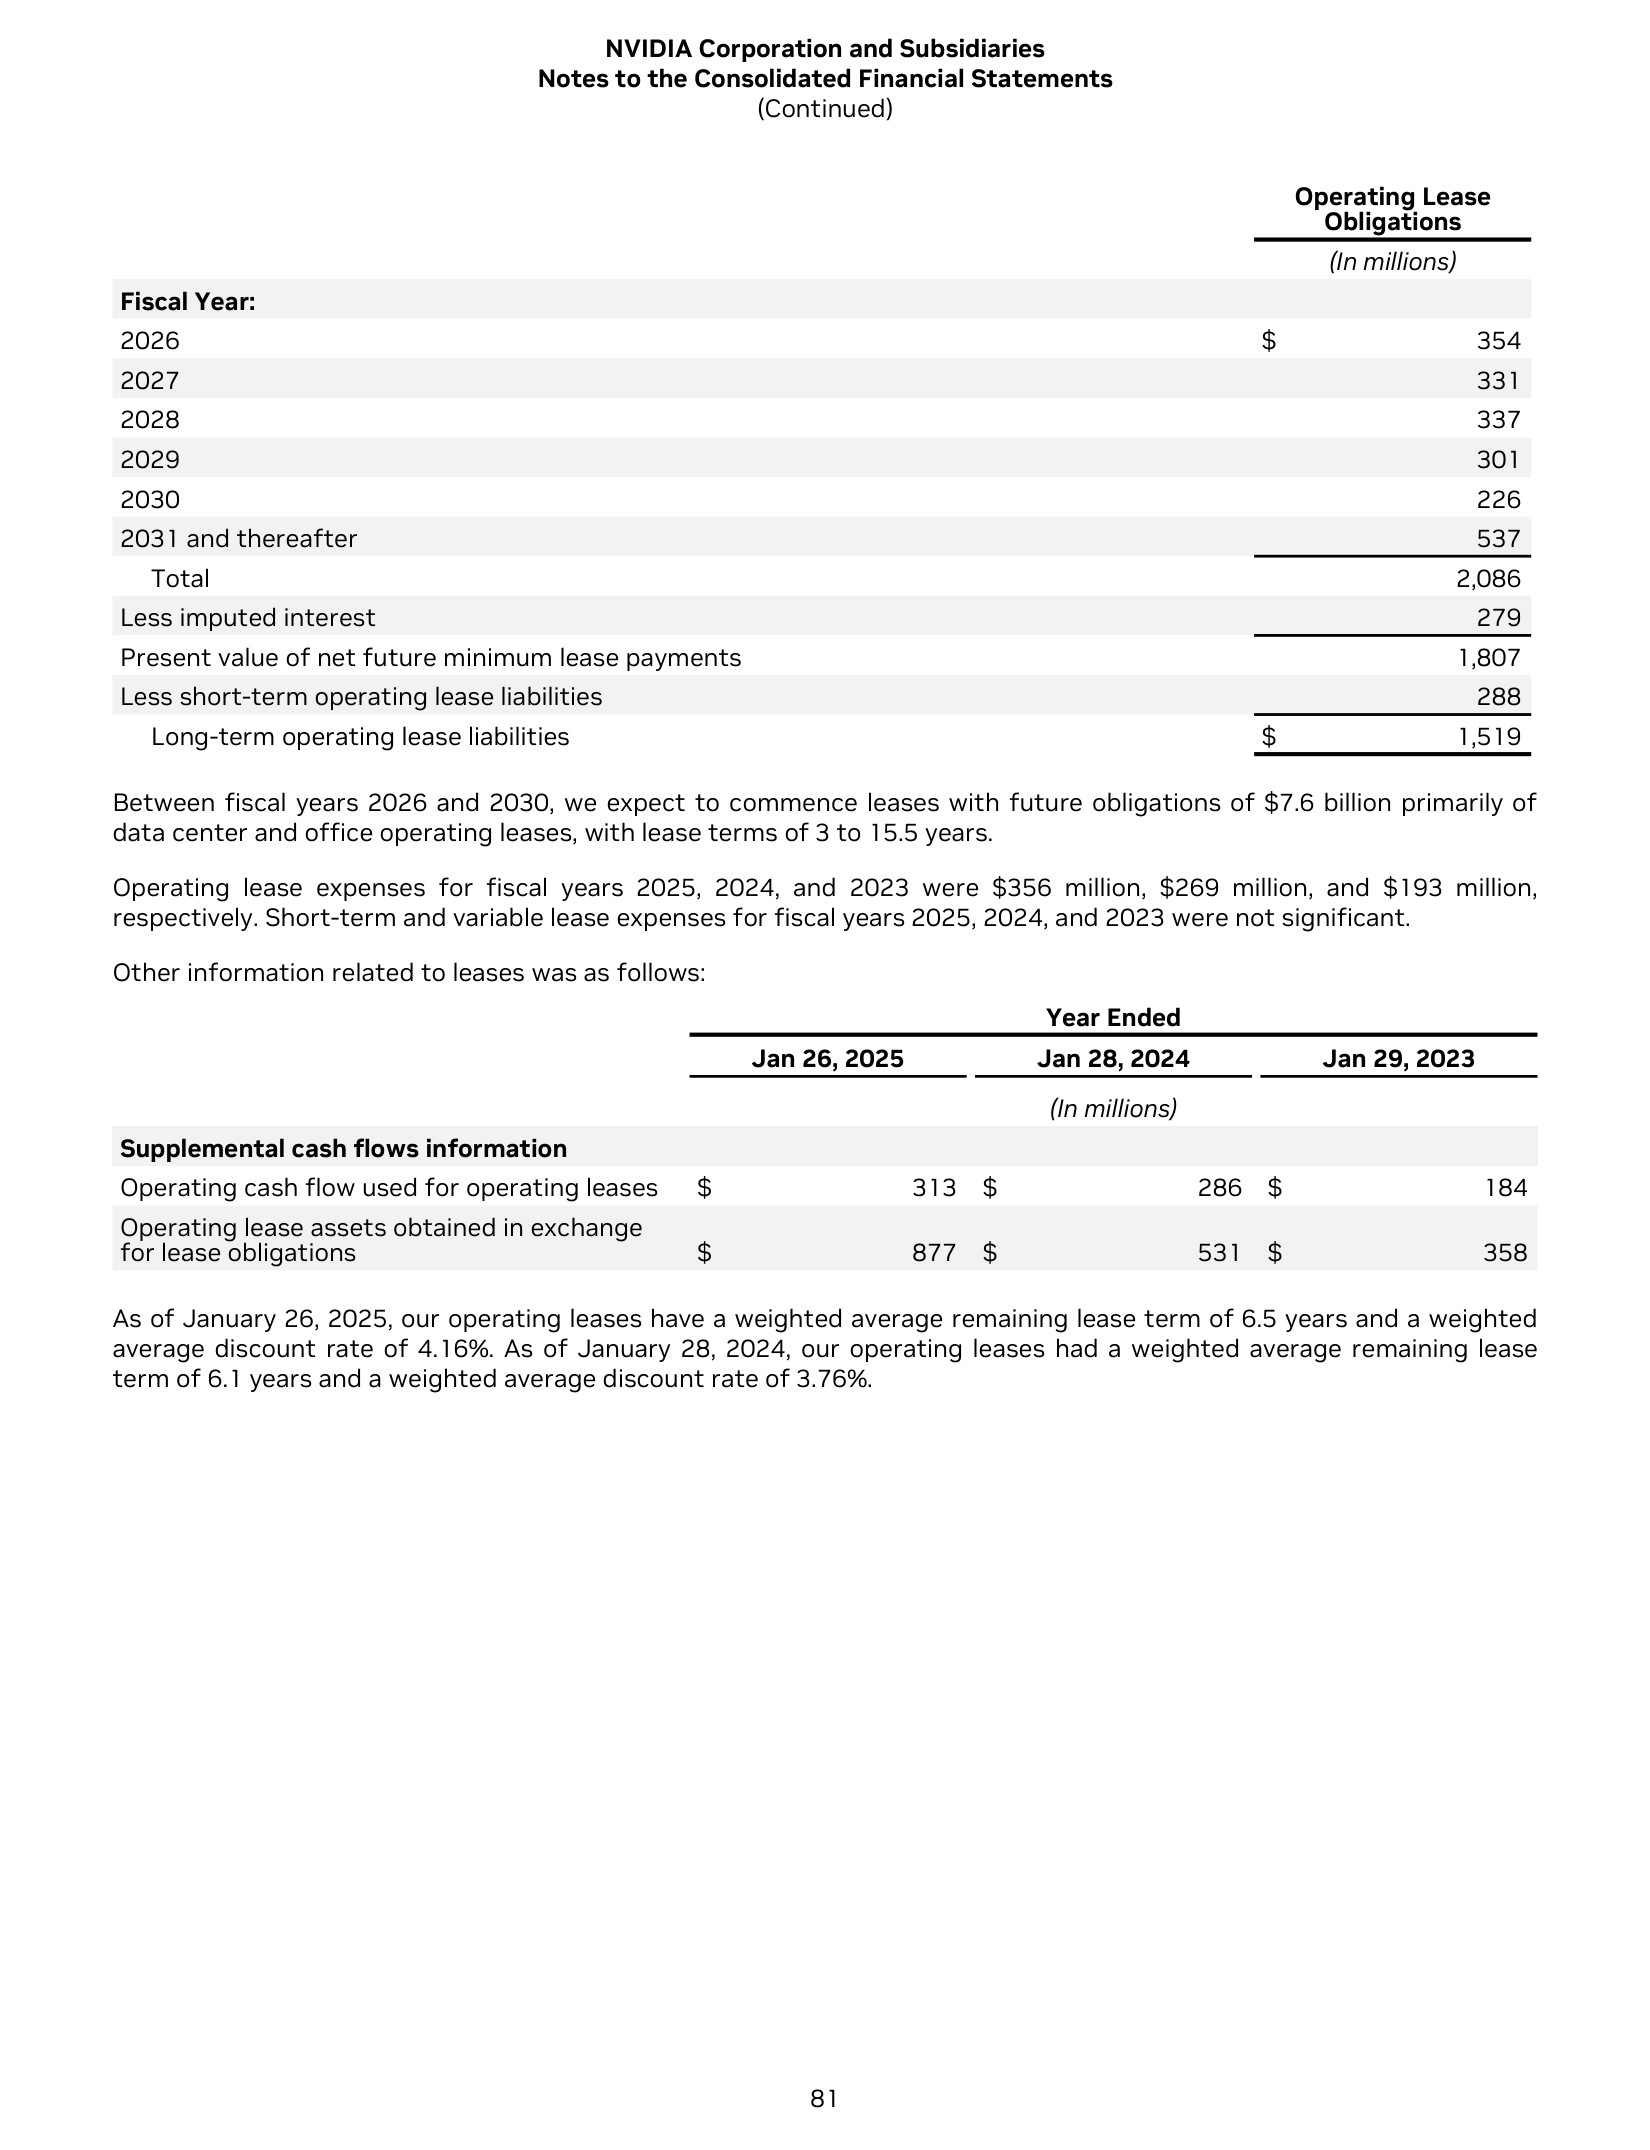 NVIDIA Corporation and Subsidiaries
Notes to the Consolidated Financial Statements
(Continued)
Operating Lease
Obligations
(In millions)
Fiscal Year:
2026 $ 354
2027 331
2028 337
2029 301
2030 226
2031 and thereafter 537
Total 2,086
Less imputed interest 279
Present value of net future minimum lease payments 1,807
Less short-term operating lease liabilities 288
Long-term operating lease liabilities $ 1,519
Between fiscal years 2026 and 2030, we expect to commence leases with future obligations of $7.6 billion primarily of
data center and office operating leases, with lease terms of 3 to 15.5 years.
Operating lease expenses for fiscal years 2025, 2024, and 2023 were $356 million, $269 million, and $193 million,
respectively. Short-term and variable lease expenses for fiscal years 2025, 2024, and 2023 were not significant.
Other information related to leases was as follows:
Year Ended
Jan 26, 2025 Jan 28, 2024 Jan 29, 2023
(In millions)
Supplemental cash flows information
Operating cash flow used for operating leases $ 313 $ 286 $ 184
Operating lease assets obtained in exchange
for lease obligations $ 877 $ 531 $ 358
As of January 26, 2025, our operating leases have a weighted average remaining lease term of 6.5 years and a weighted
average discount rate of 4.16%. As of January 28, 2024, our operating leases had a weighted average remaining lease
term of 6.1 years and a weighted average discount rate of 3.76%.
81